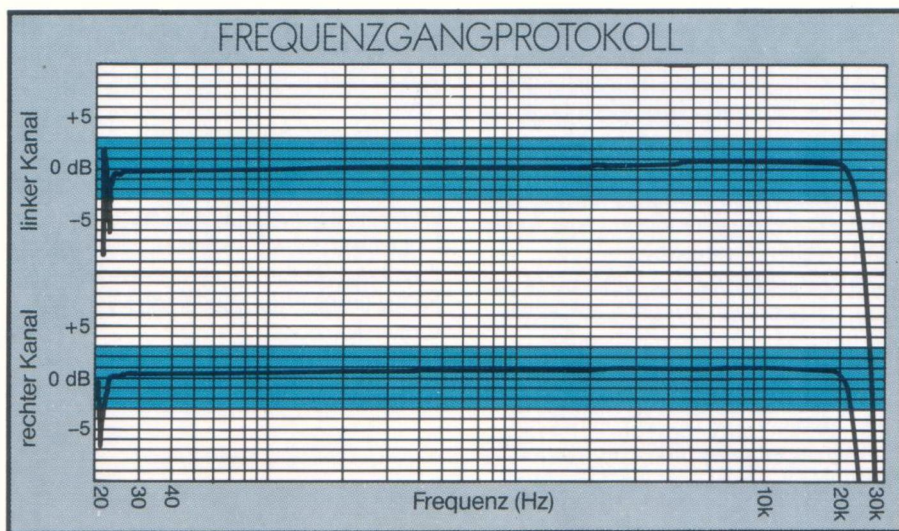 FREQUENZGANGPROTOKOLL
linker Kanal
+5
0 dB
−5
rechter Kanal
+5
0 dB
−5
20
30
40
Frequenz (Hz)
10k
20k
30k